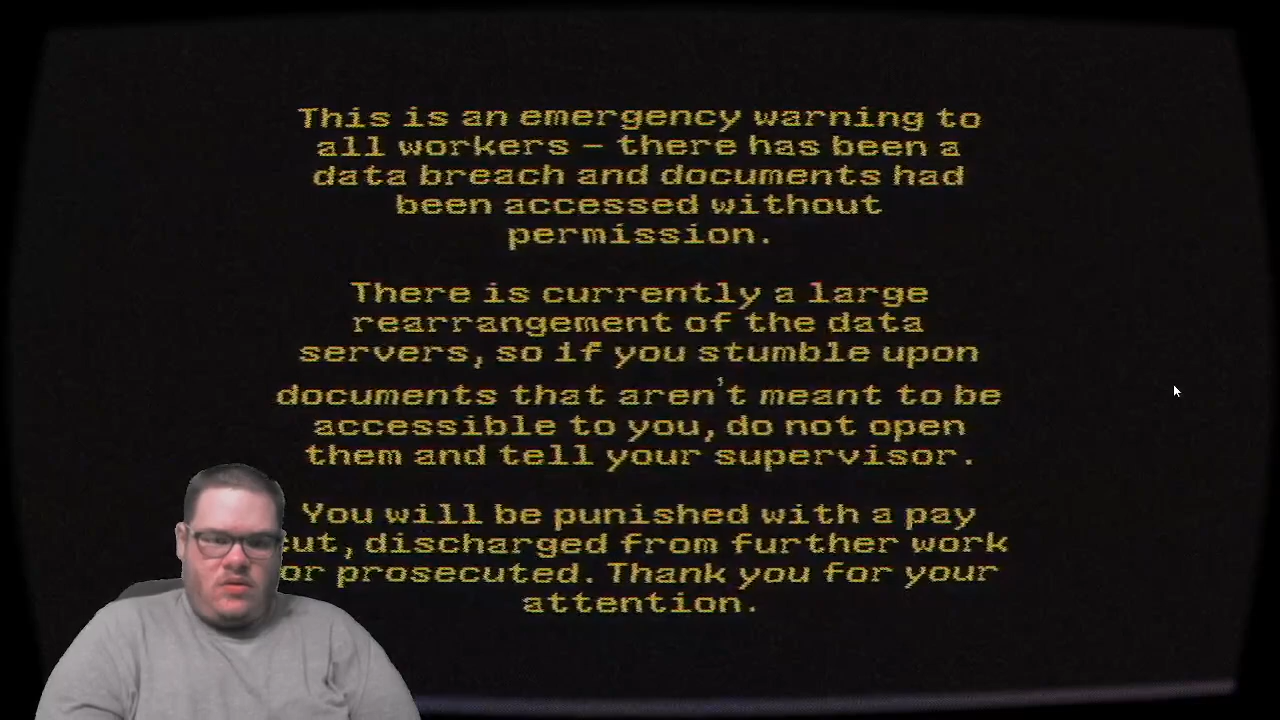 This is an emergency warning to
all workers – there has been a
data breach and documents had
been accessed without
permission.
There is currently a large
rearrangement of the data
servers, so if you stumble upon
documents that aren't meant to be
accessible to you, do not open
them and tell your supervisor.
You will be punished with a pay
cut, discharged from further work
or prosecuted. Thank you for your
attention.